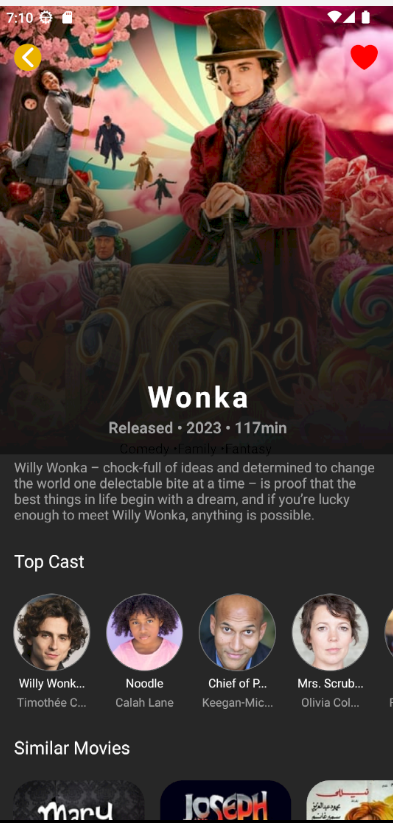 7:10
Wonka
Wonka
Released • 2023 • 117min
Comedy •Family •Fantasy
Willy Wonka – chock-full of ideas and determined to change
the world one delectable bite at a time – is proof that the
best things in life begin with a dream, and if you're lucky
enough to meet Willy Wonka, anything is possible.
Top Cast
Willy Wonk... Noodle Chief of P... Mrs. Scrub...
Timothée C... Calah Lane Keegan-Mic... Olivia Col...
Similar Movies
Mary JOSEPH